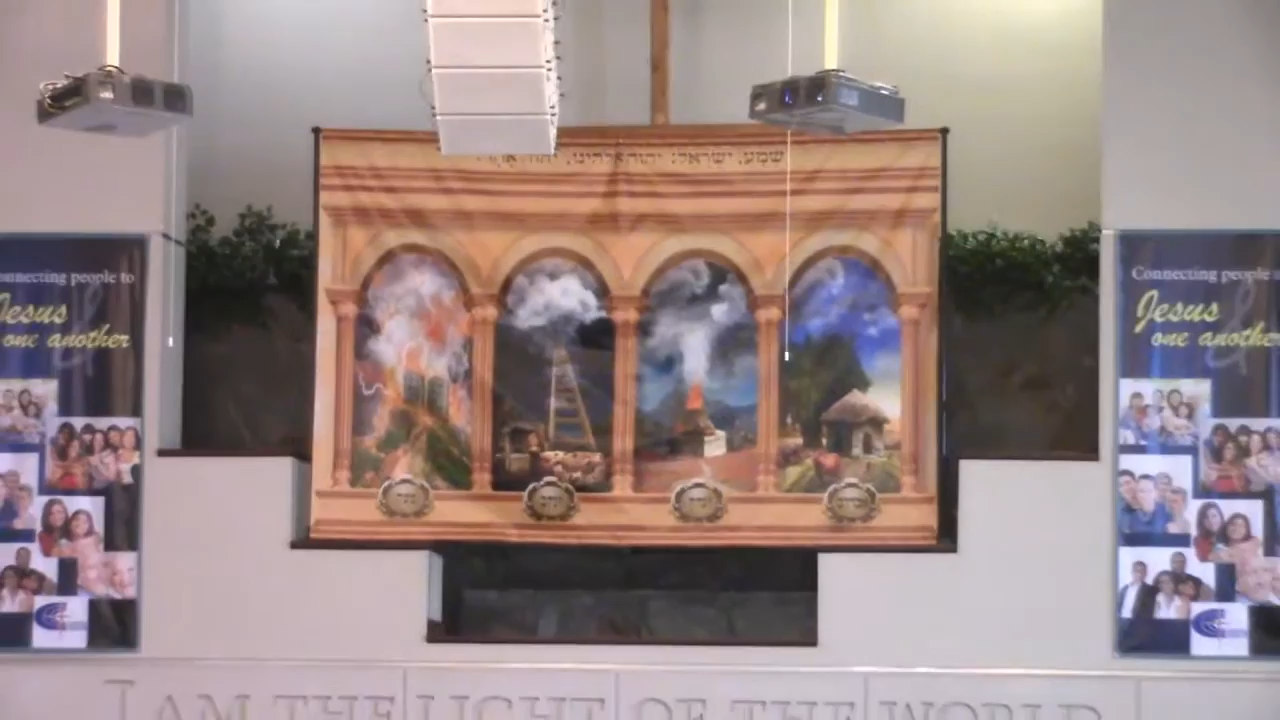 שמע, ישראל: יהוה אלהינו, יהוה אחד
onnecting people to
Jesus
&
one another
Connecting people
Jesus
&
one another
I AM THE LIGHT OF THE WORLD